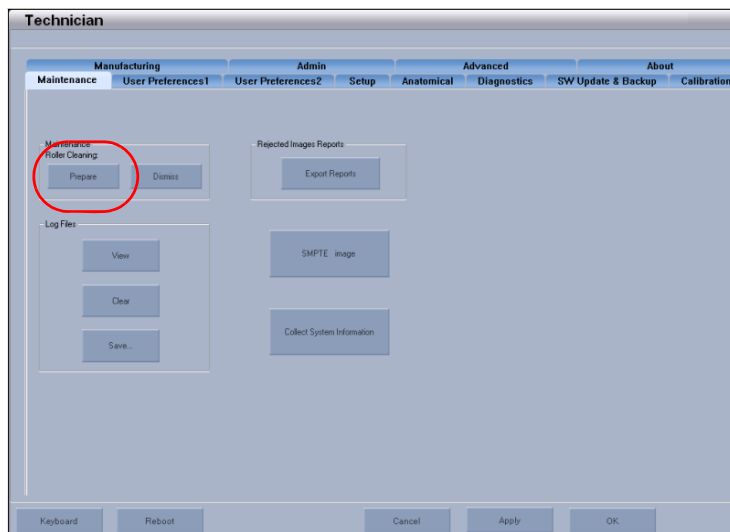 Technician
Manufacturing Admin Advanced About
Maintenance User Preferences1 User Preferences2 Setup Anatomical Diagnostics SW Update & Backup Calibration
Maintenance
Roller Cleaning:
Prepare Dismiss
Rejected Images Reports
Export Reports
Log Files
View
Clear
Save...
SMPTE image
Collect System Information
Keyboard Reboot Cancel Apply OK